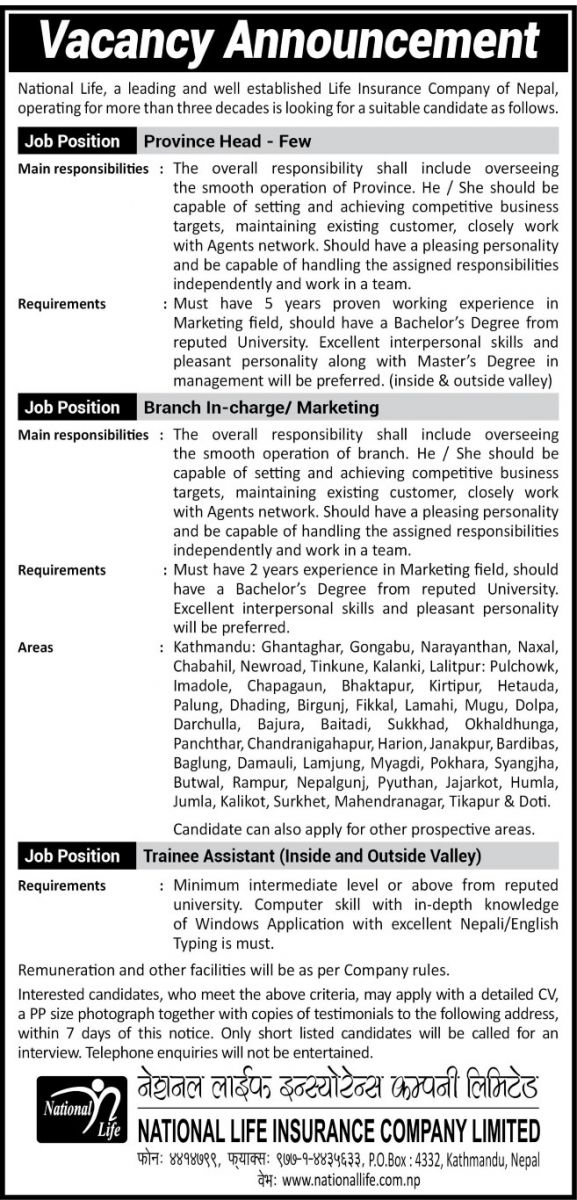 Vacancy Announcement
National Life, a leading and well established Life Insurance Company of Nepal,
operating for more than three decades is looking for a suitable candidate as follows.
Job Position Province Head - Few
Main responsibilities : The overall responsibility shall include overseeing
the smooth operation of Province. He / She should be
capable of setting and achieving competitive business
targets, maintaining existing customer, closely work
with Agents network. Should have a pleasing personality
and be capable of handling the assigned responsibilities
independently and work in a team.
Requirements : Must have 5 years proven working experience in
Marketing field, should have a Bachelor's Degree from
reputed University. Excellent interpersonal skills and
pleasant personality along with Master's Degree in
management will be preferred. (inside & outside valley)
Job Position Branch In-charge/ Marketing
Main responsibilities : The overall responsibility shall include overseeing
the smooth operation of branch. He / She should be
capable of setting and achieving competitive business
targets, maintaining existing customer, closely work
with Agents network. Should have a pleasing personality
and be capable of handling the assigned responsibilities
independently and work in a team.
Requirements : Must have 2 years experience in Marketing field, should
have a Bachelor's Degree from reputed University.
Excellent interpersonal skills and pleasant personality
will be preferred.
Areas : Kathmandu: Ghantaghar, Gongabu, Narayanthan, Naxal,
Chabahil, Newroad, Tinkune, Kalanki, Lalitpur: Pulchowk,
Imadole, Chapagaun, Bhaktapur, Kirtipur, Hetauda,
Palung, Dhading, Birgunj, Fikkal, Lamahi, Mugu, Dolpa,
Darchulla, Bajura, Baitadi, Sukkhad, Okhaldhunga,
Panchthar, Chandranigahapur, Harion, Janakpur, Bardibas,
Baglung, Damauli, Lamjung, Myagdi, Pokhara, Syangjha,
Butwal, Rampur, Nepalgunj, Pyuthan, Jajarkot, Humla,
Jumla, Kalikot, Surkhet, Mahendranagar, Tikapur & Doti.
Candidate can also apply for other prospective areas.
Job Position Trainee Assistant (Inside and Outside Valley)
Requirements : Minimum intermediate level or above from reputed
university. Computer skill with in-depth knowledge
of Windows Application with excellent Nepali/English
Typing is must.
Remuneration and other facilities will be as per Company rules.
Interested candidates, who meet the above criteria, may apply with a detailed CV,
a PP size photograph together with copies of testimonials to the following address,
within 7 days of this notice. Only short listed candidates will be called for an
interview. Telephone enquiries will not be entertained.
National Life
नेशनल लाईफ इन्स्योरेन्स कम्पनी लिमिटेड
NATIONAL LIFE INSURANCE COMPANY LIMITED
फोन: ४४१४७९९, फ्याक्स: ९७७-१-४४३५६३३, P.O.Box : 4332, Kathmandu, Nepal
वेभ: www.nationallife.com.np